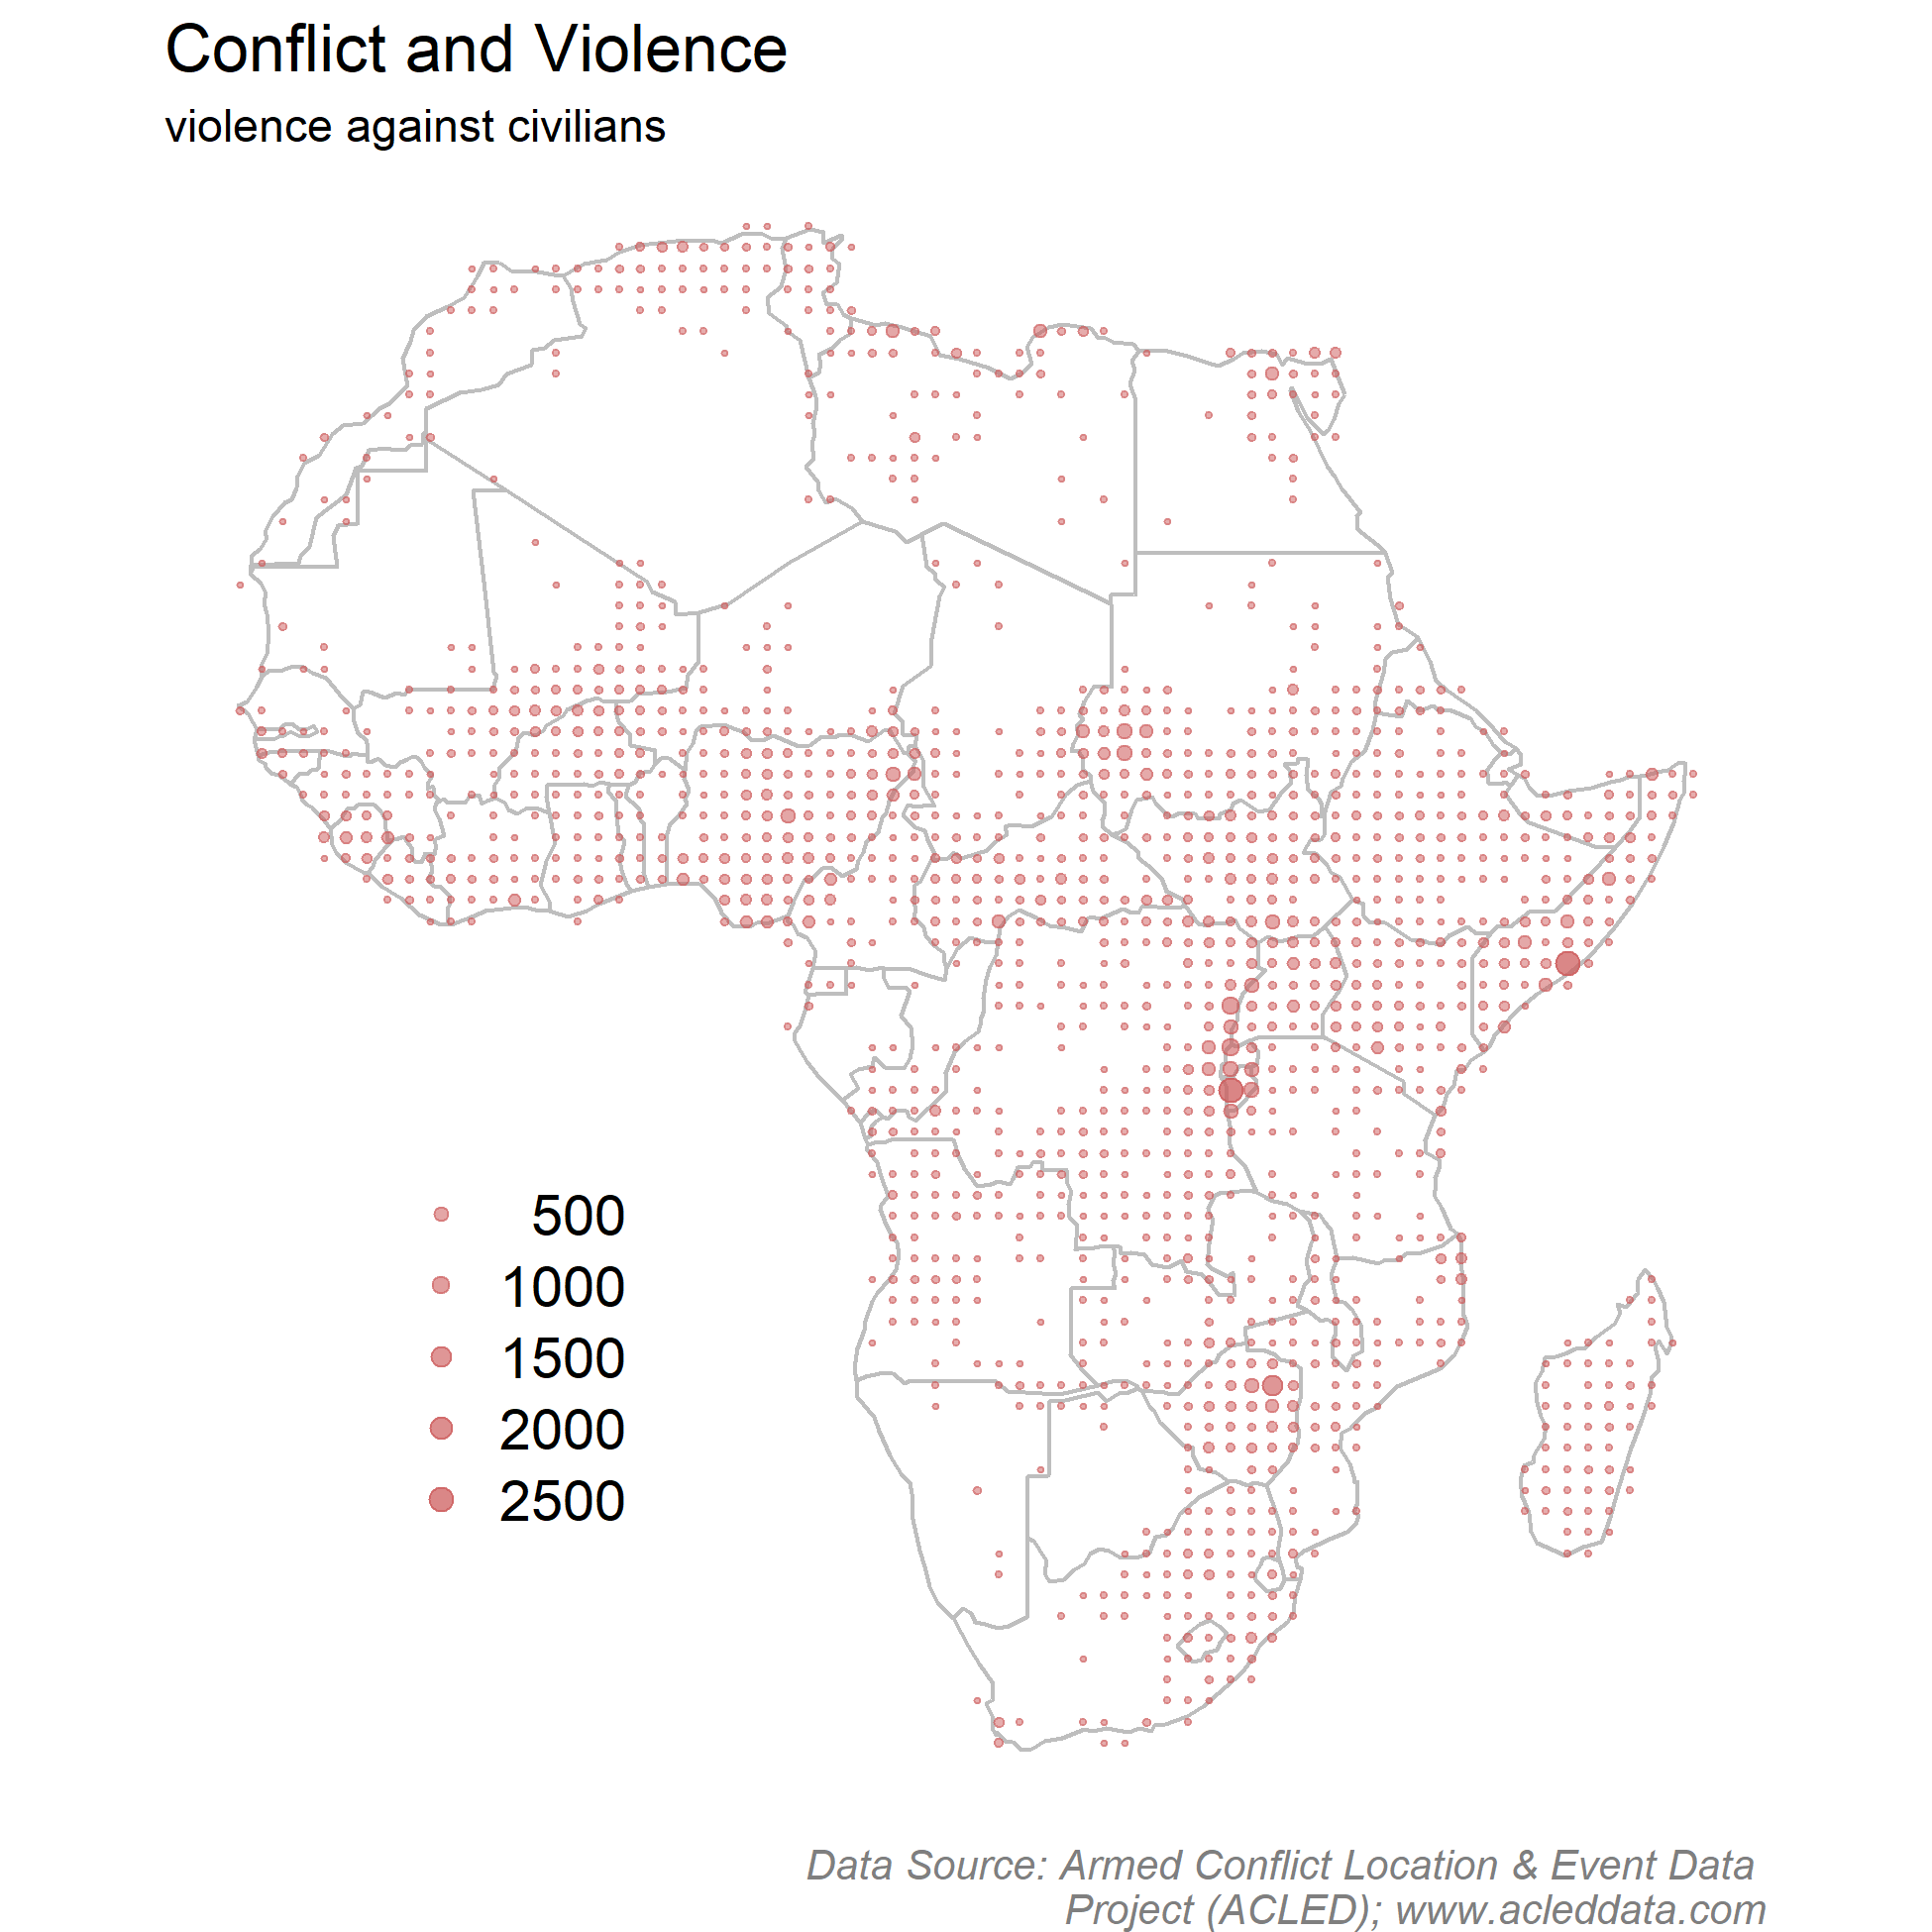 Conflict and Violence
violence against civilians
500
1000
1500
2000
2500
Data Source: Armed Conflict Location & Event Data
Project (ACLED); www.acleddata.com